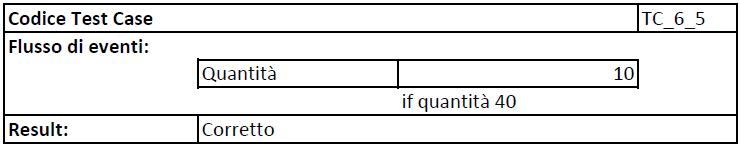 Codice Test Case TC_6_5
Flusso di eventi:
Quantità 10
if quantità 40
Result: Corretto